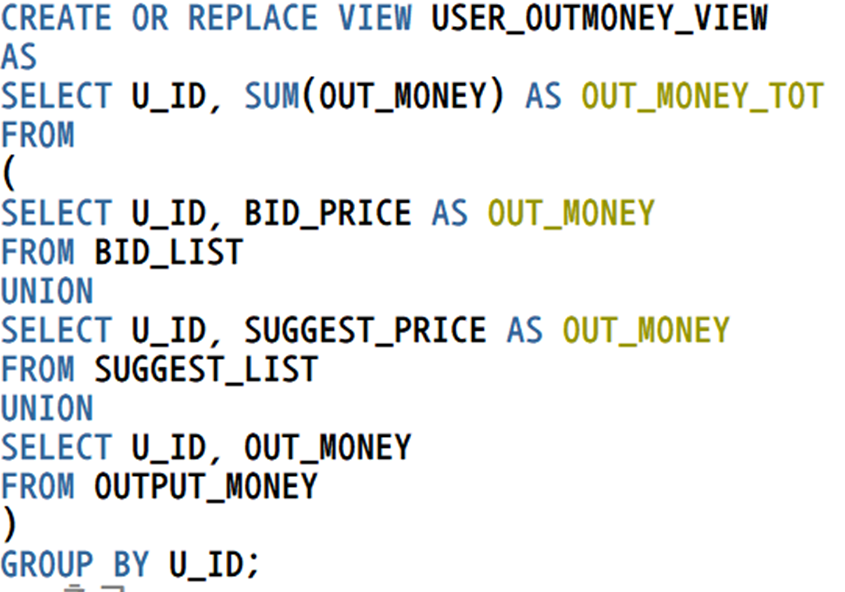 CREATE OR REPLACE VIEW USER_OUTMONEY_VIEW
AS
SELECT U_ID, SUM(OUT_MONEY) AS OUT_MONEY_TOT
FROM
(
SELECT U_ID, BID_PRICE AS OUT_MONEY
FROM BID_LIST
UNION
SELECT U_ID, SUGGEST_PRICE AS OUT_MONEY
FROM SUGGEST_LIST
UNION
SELECT U_ID, OUT_MONEY
FROM OUTPUT_MONEY
)
GROUP BY U_ID;